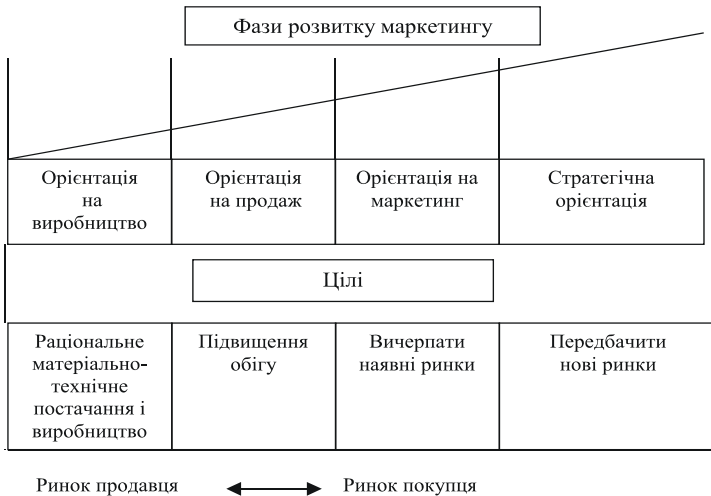 Фази розвитку маркетингу
Орієнтація
на
виробництво
Орієнтація
на продаж
Орієнтація на
маркетинг
Стратегічна
орієнтація
Цілі
Раціональне
матеріально-
технічне
постачання і
виробництво
Підвищення
обігу
Вичерпати
наявні ринки
Передбачити
нові ринки
Ринок продавця
Ринок покупця